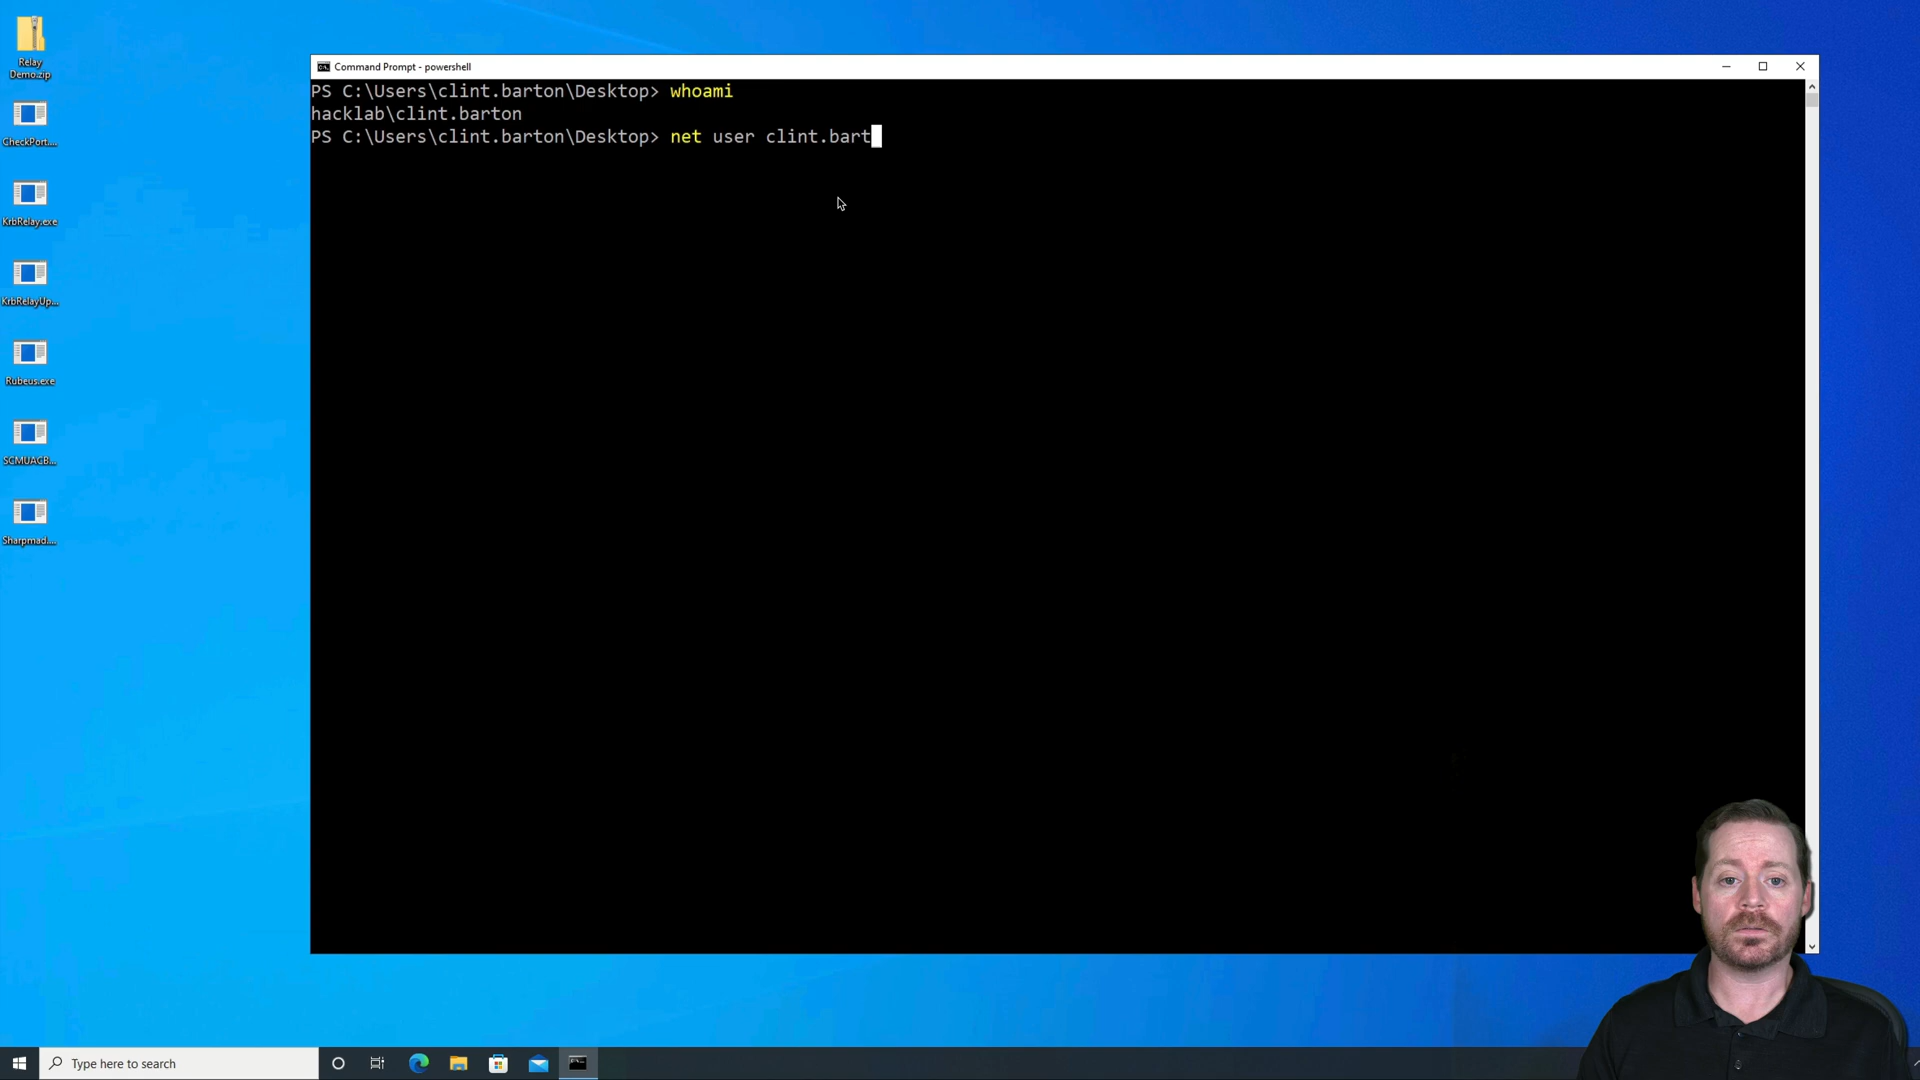 Relay
Demo.zip
CheckPort....
KrbRelay.exe
KrbRelayUp...
Rubeus.exe
SCMUACB...
Sharpmad....
Command Prompt - powershell
PS C:\Users\clint.barton\Desktop> whoami
hacklab\clint.barton
PS C:\Users\clint.barton\Desktop> net user clint.bart
Type here to search